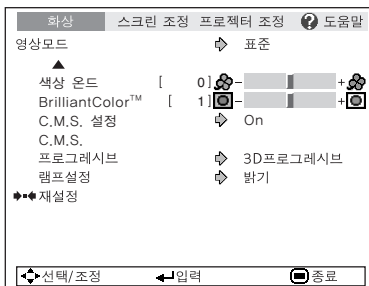 화상 스크린 조정 프로젝터 조정 ? 도움말
영상모드 표준
색상 온드 [ 0] - +
BrilliantColor™ [ 1] - +
C.M.S. 설정 On
C.M.S.
프로그레시브 3D프로그레시브
램프설정 밝기
재설정
선택/조정 입력 종료